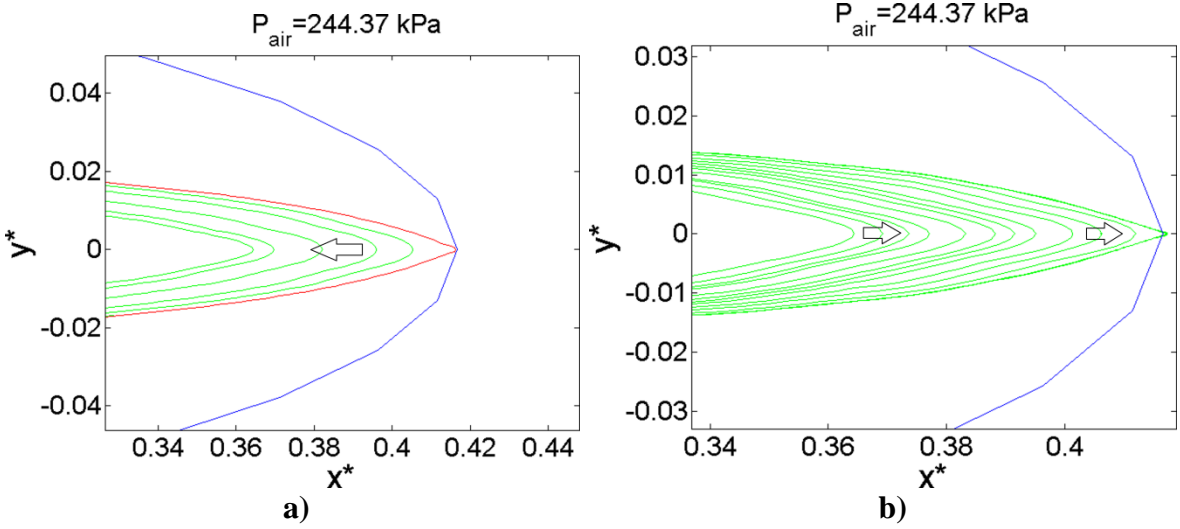 P_air=244.37 kPa
0.04
0.02
0
-0.02
-0.04
y*
0.34 0.36 0.38 0.4 0.42 0.44
x*
a)
P_air=244.37 kPa
0.03
0.02
0.01
0
-0.01
-0.02
-0.03
y*
0.34 0.36 0.38 0.4
x*
b)